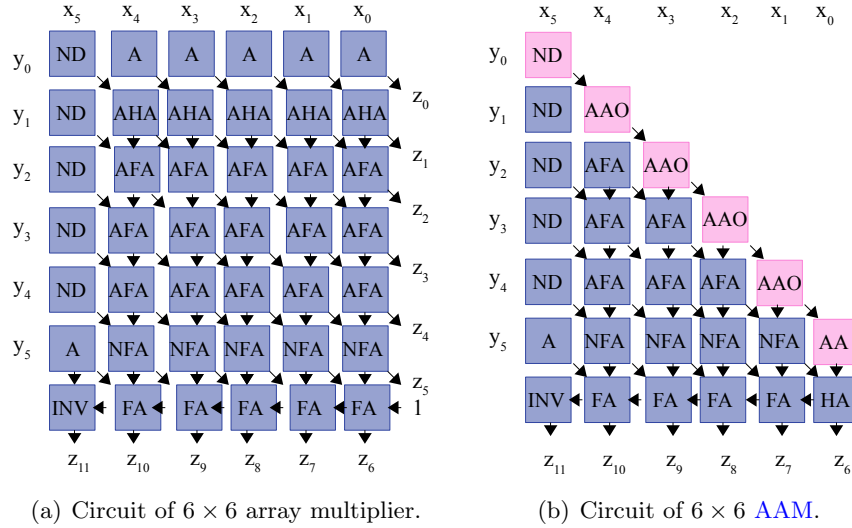 x5 x4 x3 x2 x1 x0
y0 ND A A A A A
z0
y1 ND AHA AHA AHA AHA AHA
z1
y2 ND AFA AFA AFA AFA AFA
z2
y3 ND AFA AFA AFA AFA AFA
z3
y4 ND AFA AFA AFA AFA AFA
z4
y5 A NFA NFA NFA NFA NFA
z5
INV FA FA FA FA FA 1
z11 z10 z9 z8 z7 z6
(a) Circuit of 6 × 6 array multiplier.
x5 x4 x3 x2 x1 x0
y0 ND
y1 ND AAO
y2 ND AFA AAO
y3 ND AFA AFA AAO
y4 ND AFA AFA AFA AAO
y5 A NFA NFA NFA NFA AA
INV FA FA FA FA HA
z11 z10 z9 z8 z7 z6
(b) Circuit of 6 × 6 AAM.